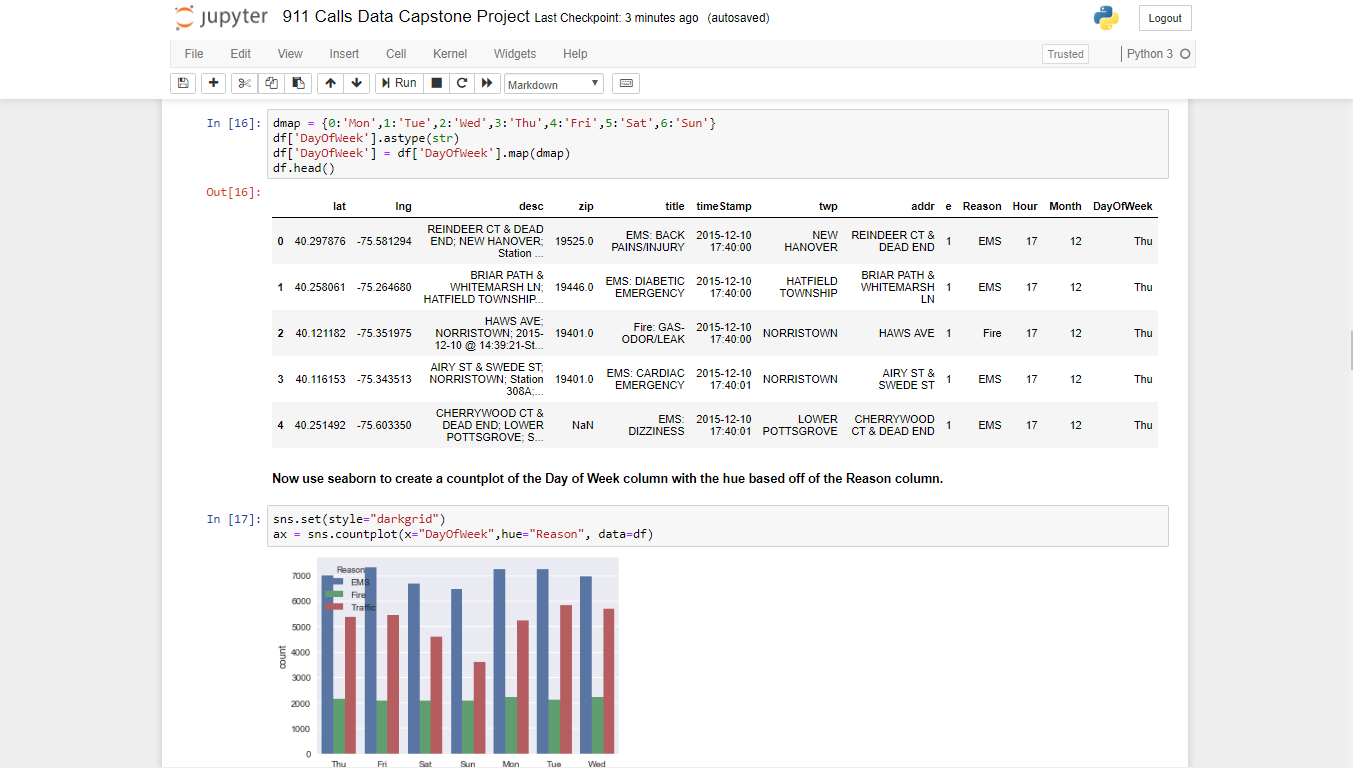 jupyter 911 Calls Data Capstone Project Last Checkpoint: 3 minutes ago (autosaved) Logout
File Edit View Insert Cell Kernel Widgets Help Trusted Python 3
Run Markdown
In [16]: dmap = {0:'Mon',1:'Tue',2:'Wed',3:'Thu',4:'Fri',5:'Sat',6:'Sun'}
df['DayOfWeek'].astype(str)
df['DayOfWeek'] = df['DayOfWeek'].map(dmap)
df.head()
Out[16]:
lat lng desc zip title timeStamp twp addr e Reason Hour Month DayOfWeek
REINDEER CT & DEAD
0 40.297876 -75.581294 END; NEW HANOVER; 19525.0 EMS: BACK PAINS/INJURY 2015-12-10 17:40:00 NEW HANOVER REINDEER CT & DEAD END 1 EMS 17 12 Thu
Station ...
BRIAR PATH &
1 40.258061 -75.264680 WHITEMARSH LN; 19446.0 EMS: DIABETIC EMERGENCY 2015-12-10 17:40:00 HATFIELD TOWNSHIP BRIAR PATH & WHITEMARSH LN 1 EMS 17 12 Thu
HATFIELD TOWNSHIP...
HAWS AVE;
2 40.121182 -75.351975 NORRISTOWN; 2015- 19401.0 Fire: GAS-ODOR/LEAK 2015-12-10 17:40:00 NORRISTOWN HAWS AVE 1 Fire 17 12 Thu
12-10 @ 14:39:21-St...
AIRY ST & SWEDE ST;
3 40.116153 -75.343513 NORRISTOWN; Station 19401.0 EMS: CARDIAC EMERGENCY 2015-12-10 17:40:01 NORRISTOWN AIRY ST & SWEDE ST 1 EMS 17 12 Thu
308A;...
CHERRYWOOD CT &
4 40.251492 -75.603350 DEAD END; LOWER NaN EMS: DIZZINESS 2015-12-10 17:40:01 LOWER POTTSGROVE CHERRYWOOD CT & DEAD END 1 EMS 17 12 Thu
POTTSGROVE; S...
Now use seaborn to create a countplot of the Day of Week column with the hue based off of the Reason column.
In [17]: sns.set(style="darkgrid")
ax = sns.countplot(x="DayOfWeek",hue="Reason", data=df)
Reason
EMS
Fire
Traffic
7000
6000
5000
4000
3000
2000
1000
0
count
Thu Fri Sat Sun Mon Tue Wed